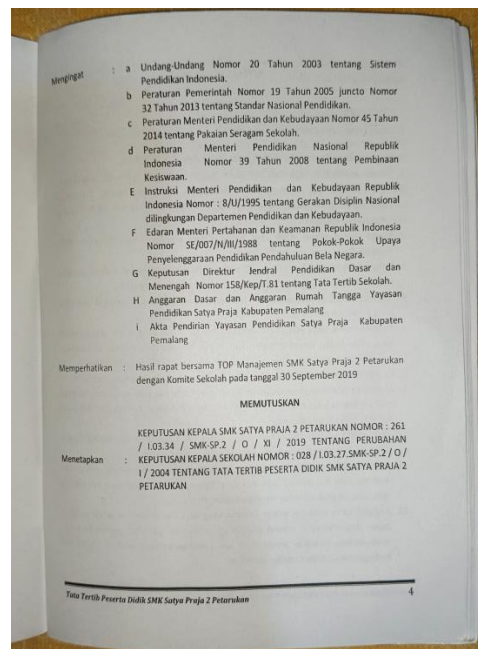 Mengingat : a Undang-Undang Nomor 20 Tahun 2003 tentang Sistem
Pendidikan Indonesia.
b Peraturan Pemerintah Nomor 19 Tahun 2005 juncto Nomor
32 Tahun 2013 tentang Standar Nasional Pendidikan.
c Peraturan Menteri Pendidikan dan Kebudayaan Nomor 45 Tahun
2014 tentang Pakaian Seragam Sekolah.
d Peraturan Menteri Pendidikan Nasional Republik
Indonesia Nomor 39 Tahun 2008 tentang Pembinaan
Kesiswaan.
E Instruksi Menteri Pendidikan dan Kebudayaan Republik
Indonesia Nomor : 8/U/1995 tentang Gerakan Disiplin Nasional
dilingkungan Departemen Pendidikan dan Kebudayaan.
F Edaran Menteri Pertahanan dan Keamanan Republik Indonesia
Nomor SE/007/N/III/1988 tentang Pokok-Pokok Upaya
Penyelenggaraan Pendidikan Pendahuluan Bela Negara.
G Keputusan Direktur Jendral Pendidikan Dasar dan
Menengah Nomor 158/Kep/T.81 tentang Tata Tertib Sekolah.
H Anggaran Dasar dan Anggaran Rumah Tangga Yayasan
Pendidikan Satya Praja Kabupaten Pemalang
i Akta Pendirian Yayasan Pendidikan Satya Praja Kabupaten
Pemalang
Memperhatikan : Hasil rapat bersama TOP Manajemen SMK Satya Praja 2 Petarukan
dengan Komite Sekolah pada tanggal 30 September 2019
MEMUTUSKAN
KEPUTUSAN KEPALA SMK SATYA PRAJA 2 PETARUKAN NOMOR : 261
/ I.03.34 / SMK-SP.2 / O / XI / 2019 TENTANG PERUBAHAN
Menetapkan : KEPUTUSAN KEPALA SEKOLAH NOMOR : 028 / I.03.27.SMK-SP.2 / O /
I / 2004 TENTANG TATA TERTIB PESERTA DIDIK SMK SATYA PRAJA 2
PETARUKAN
Tata Tertib Peserta Didik SMK Satya Praja 2 Petarukan 4